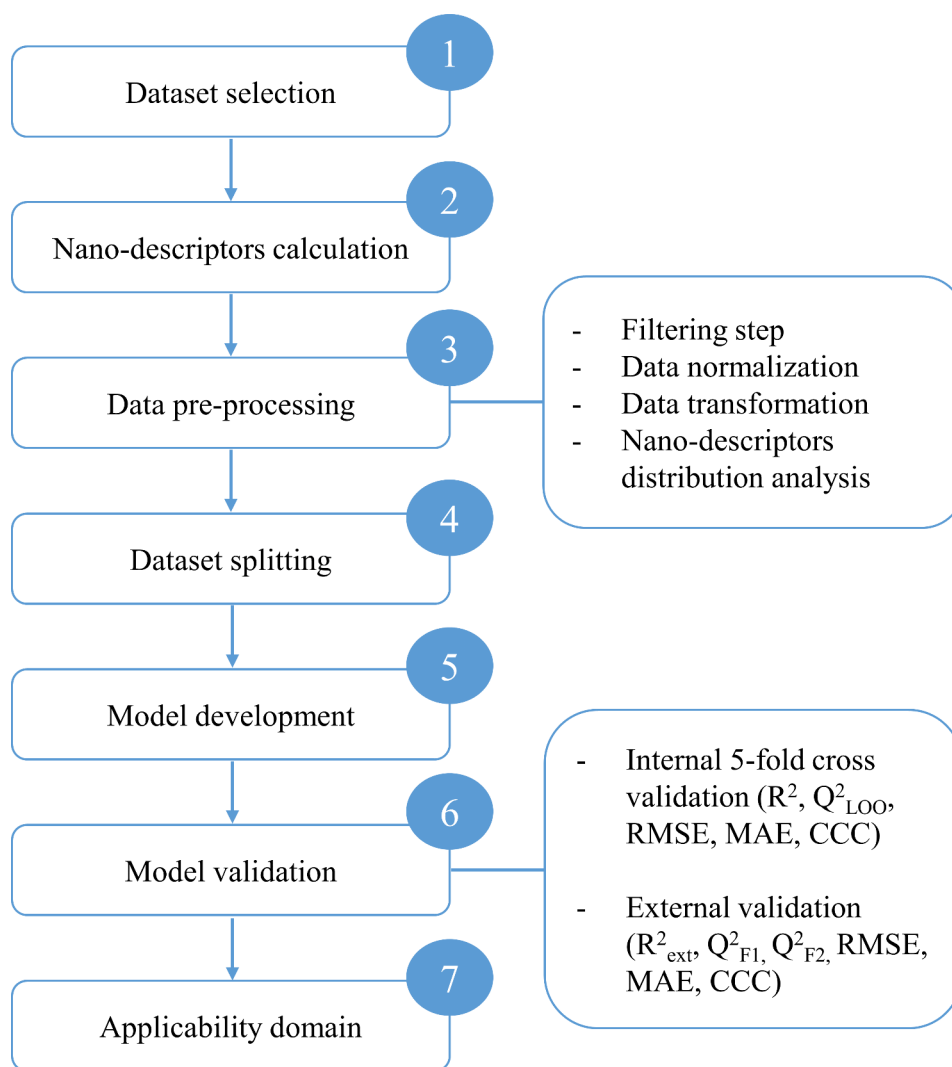 1
Dataset selection
2
Nano-descriptors calculation
3
Data pre-processing
- Filtering step
- Data normalization
- Data transformation
- Nano-descriptors
distribution analysis
4
Dataset splitting
5
Model development
6
Model validation
- Internal 5-fold cross
validation (R², Q²LOO,
RMSE, MAE, CCC)
- External validation
(R²ext, Q²F1, Q²F2, RMSE,
MAE, CCC)
7
Applicability domain